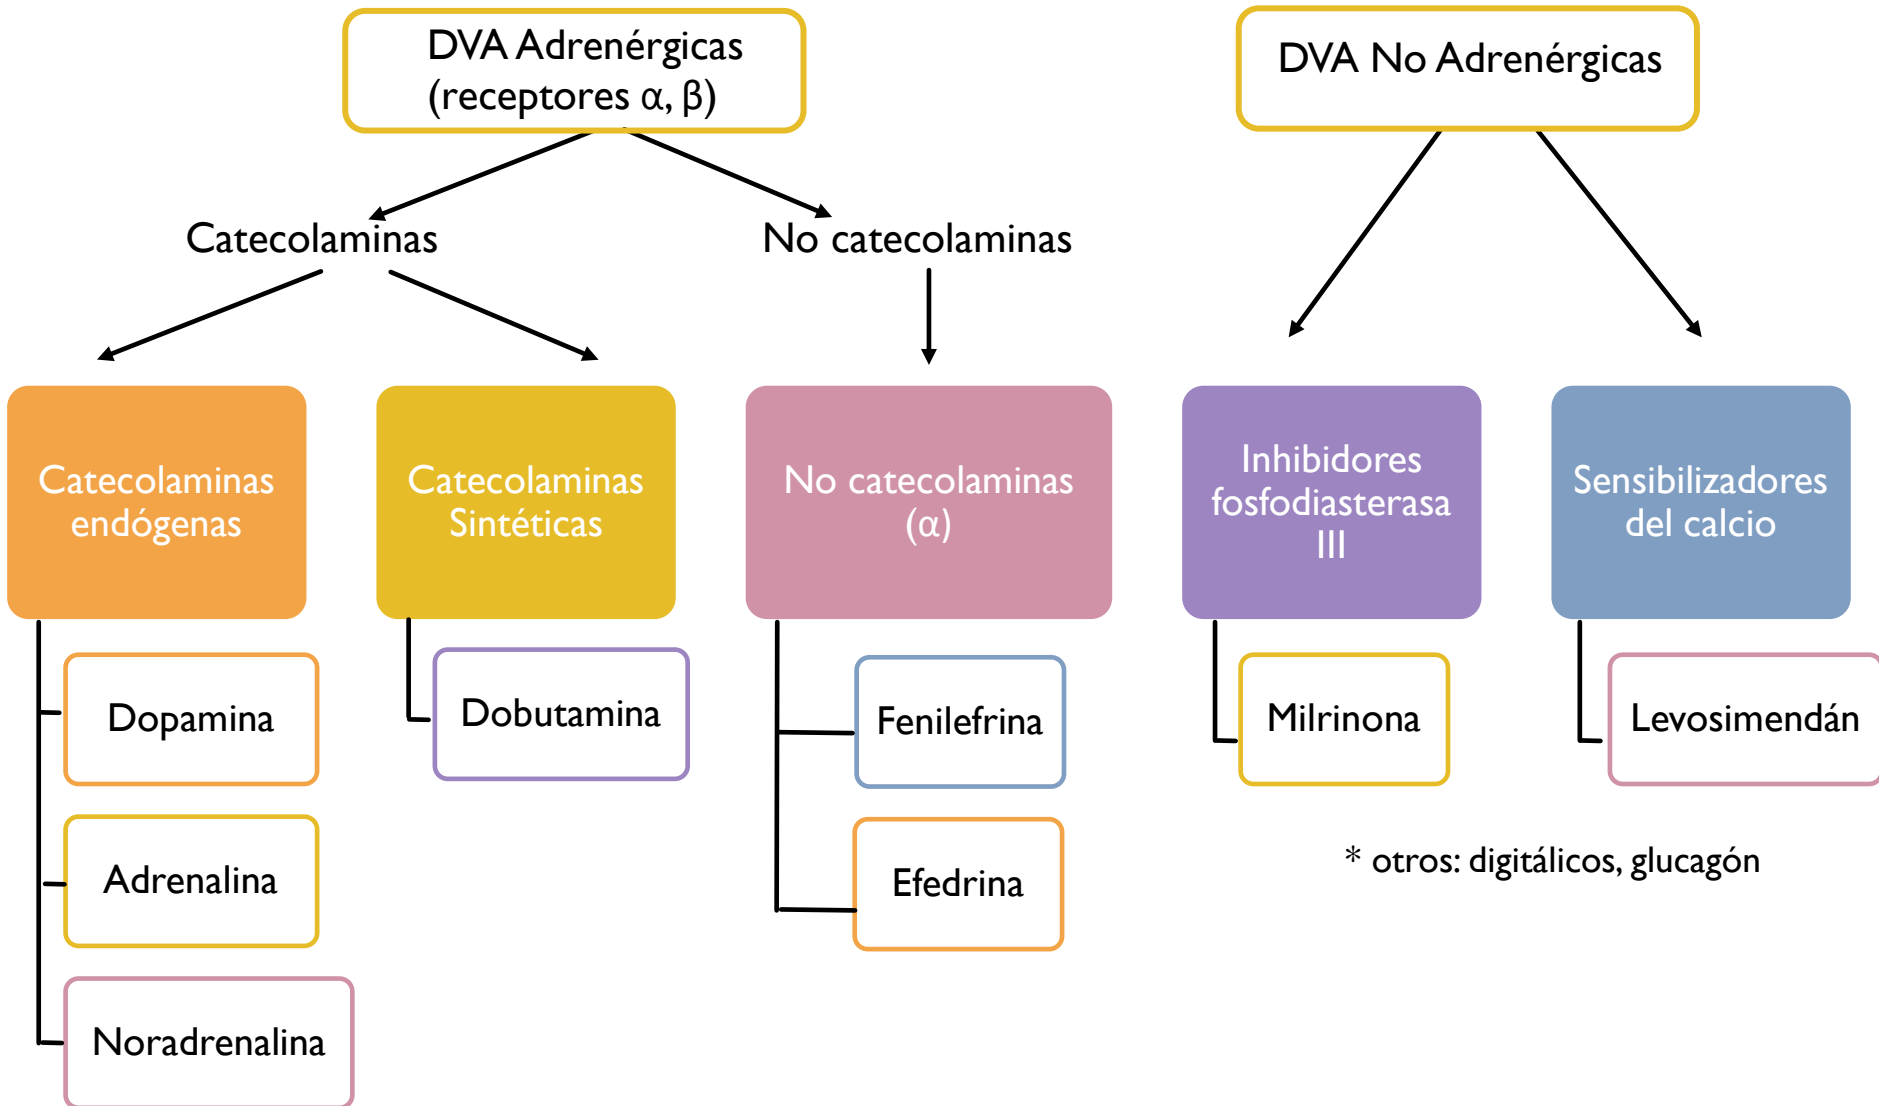 DVA Adrenérgicas
(receptores α, β)
DVA No Adrenérgicas
Catecolaminas
No catecolaminas
Catecolaminas
endógenas
Catecolaminas
Sintéticas
No catecolaminas
(α)
Inhibidores
fosfodiasterasa
III
Sensibilizadores
del calcio
Dopamina
Dobutamina
Fenilefrina
Milrinona
Levosimendán
Adrenalina
Efedrina
* otros: digitálicos, glucagón
Noradrenalina